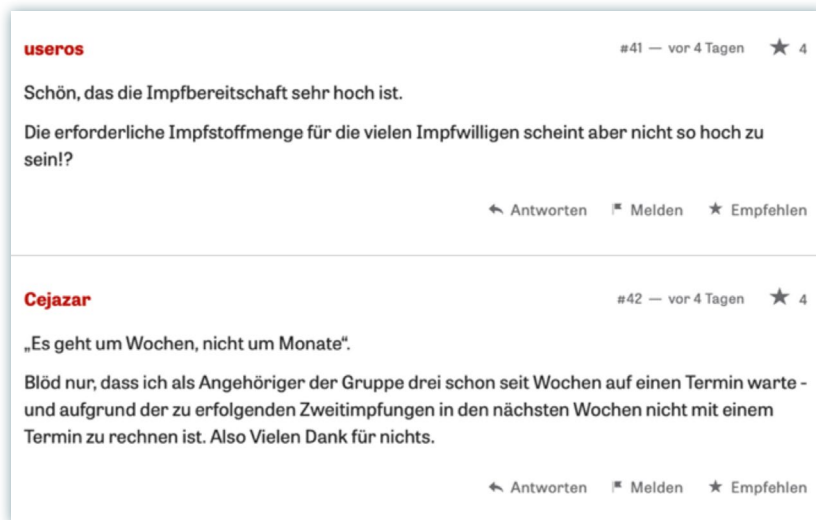 useros
#41 — vor 4 Tagen ★ 4
Schön, das die Impfbereitschaft sehr hoch ist.
Die erforderliche Impfstoffmenge für die vielen Impfwilligen scheint aber nicht so hoch zu
sein!?
Antworten Melden ★ Empfehlen
Cejazar
#42 — vor 4 Tagen ★ 4
„Es geht um Wochen, nicht um Monate“.
Blöd nur, dass ich als Angehöriger der Gruppe drei schon seit Wochen auf einen Termin warte -
und aufgrund der zu erfolgenden Zweitimpfungen in den nächsten Wochen nicht mit einem
Termin zu rechnen ist. Also Vielen Dank für nichts.
Antworten Melden ★ Empfehlen